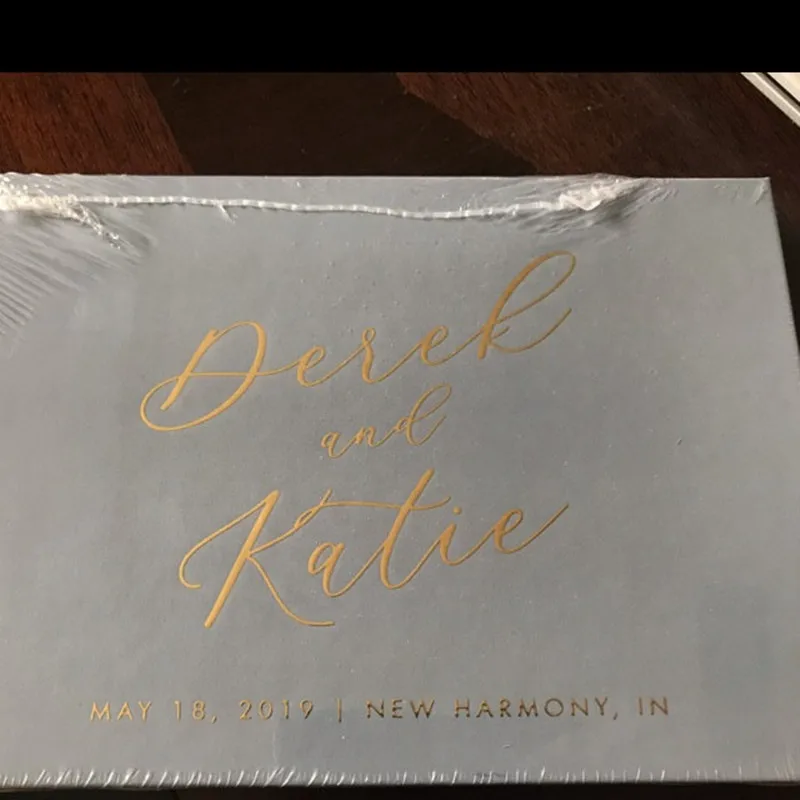 Derek
and
Katie
MAY 18, 2019 | NEW HARMONY, IN